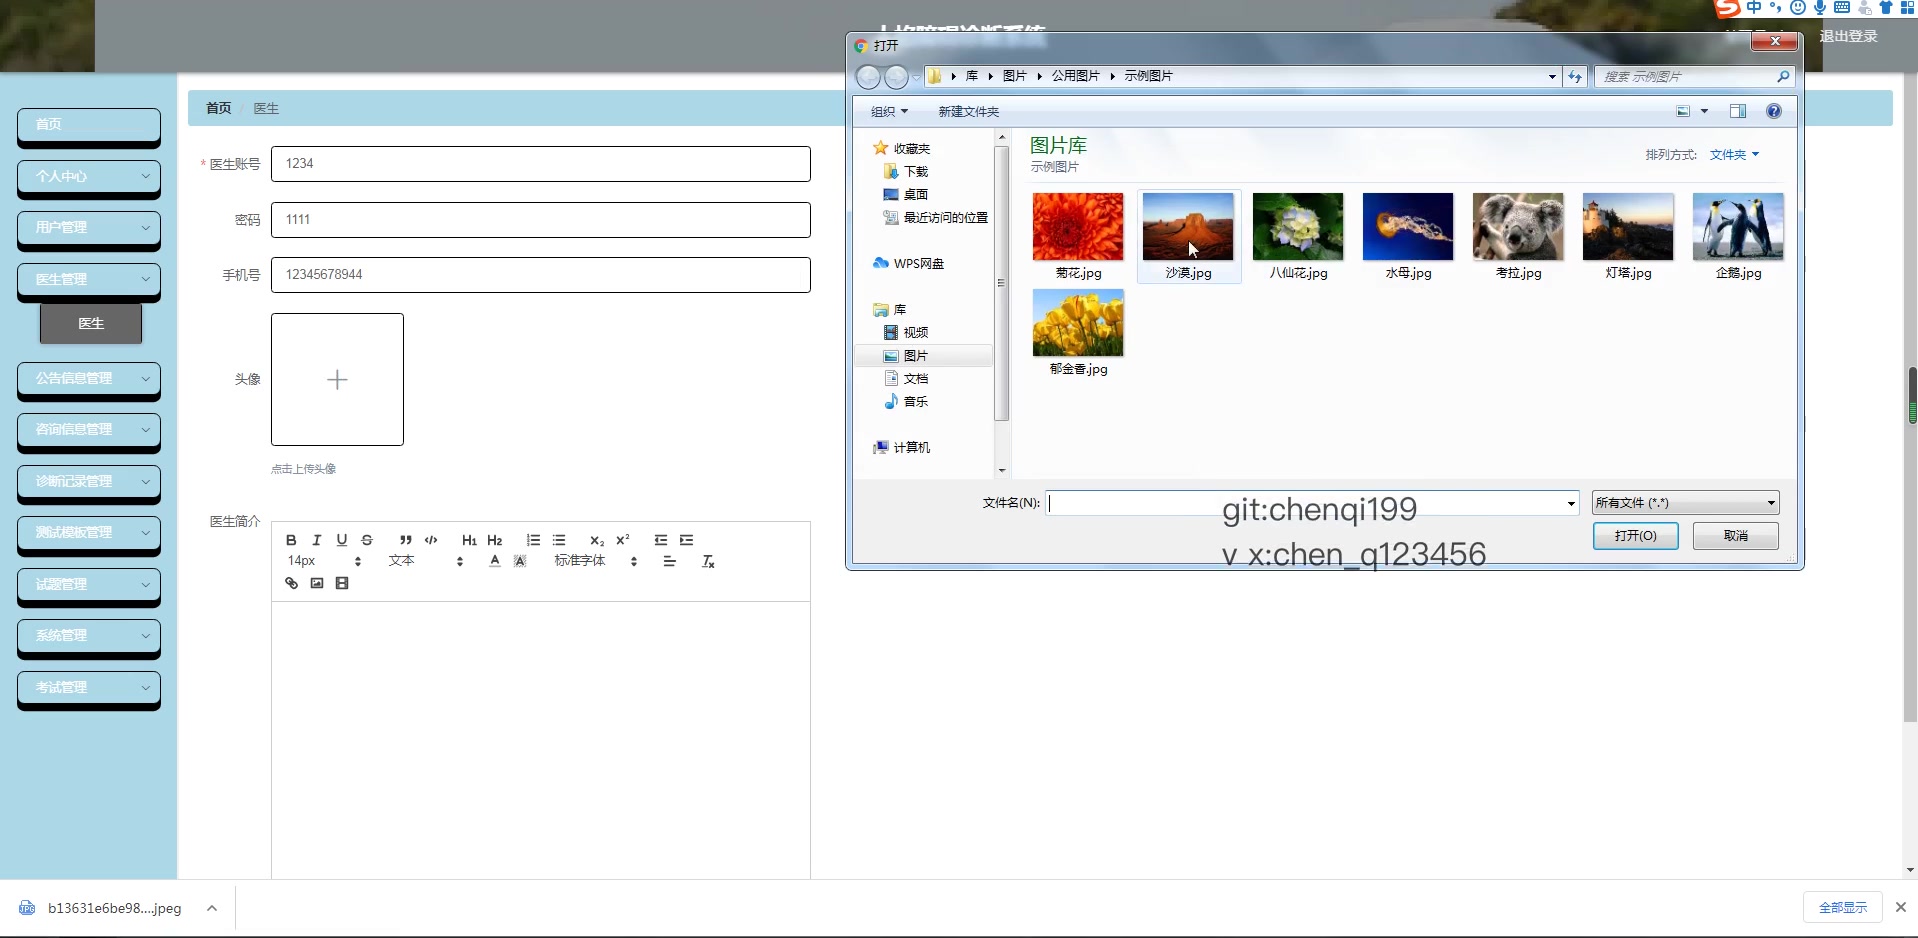 中
退出登录
打开
库 图片 公用图片 示例图片
搜索 示例图片
组织
新建文件夹
首页 / 医生
首页
个人中心
用户管理
医生管理
医生
公告信息管理
咨询信息管理
诊断记录管理
测试模板管理
试题管理
系统管理
考试管理
* 医生账号
1234
密码
1111
手机号
12345678944
头像
点击上传头像
医生简介
B I U S H1 H2 X2 X2
14px 文本 A A 标准字体
收藏夹
下载
桌面
最近访问的位置
WPS网盘
库
视频
图片
文档
音乐
计算机
图片库
示例图片
排列方式: 文件夹
菊花.jpg
沙漠.jpg
八仙花.jpg
水母.jpg
考拉.jpg
灯塔.jpg
企鹅.jpg
郁金香.jpg
文件名(N):
所有文件 (*.*)
打开(O)
取消
git:chenqi199
v x:chen_q123456
b13631e6be98....jpeg
全部显示